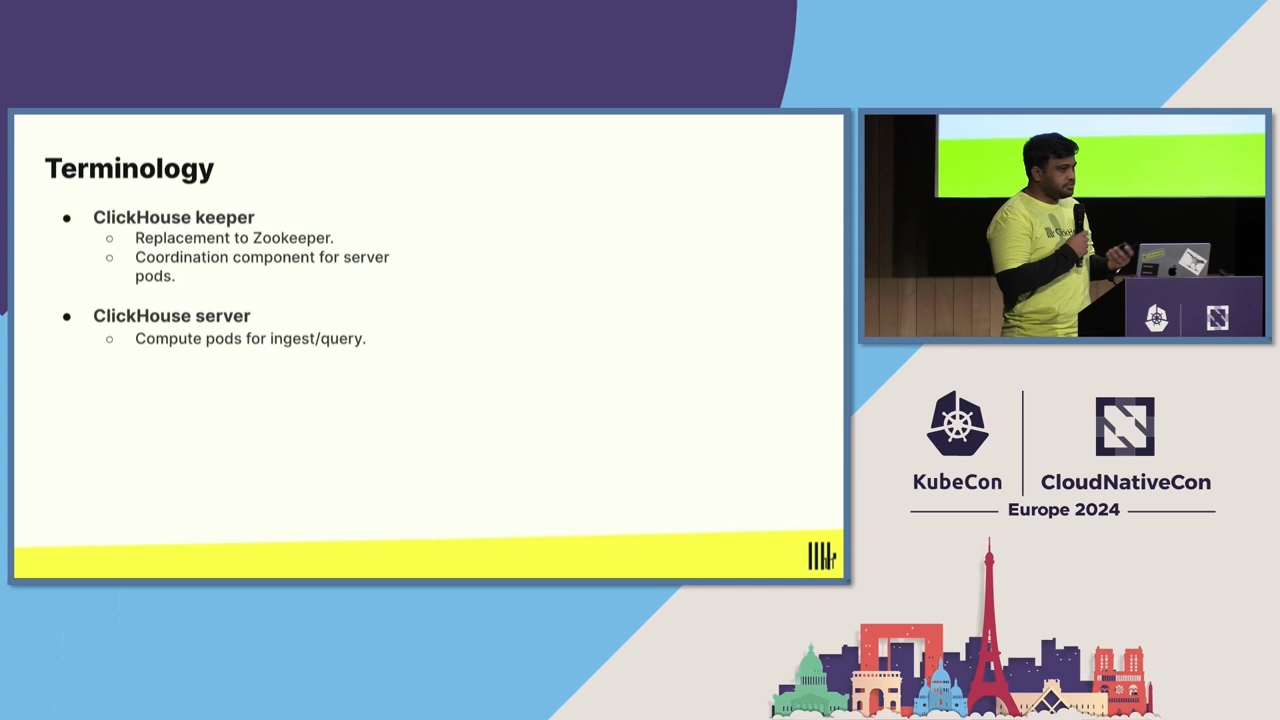 Terminology
● ClickHouse keeper
○ Replacement to Zookeeper.
○ Coordination component for server
pods.
● ClickHouse server
○ Compute pods for ingest/query.
KubeCon
CloudNativeCon
Europe 2024